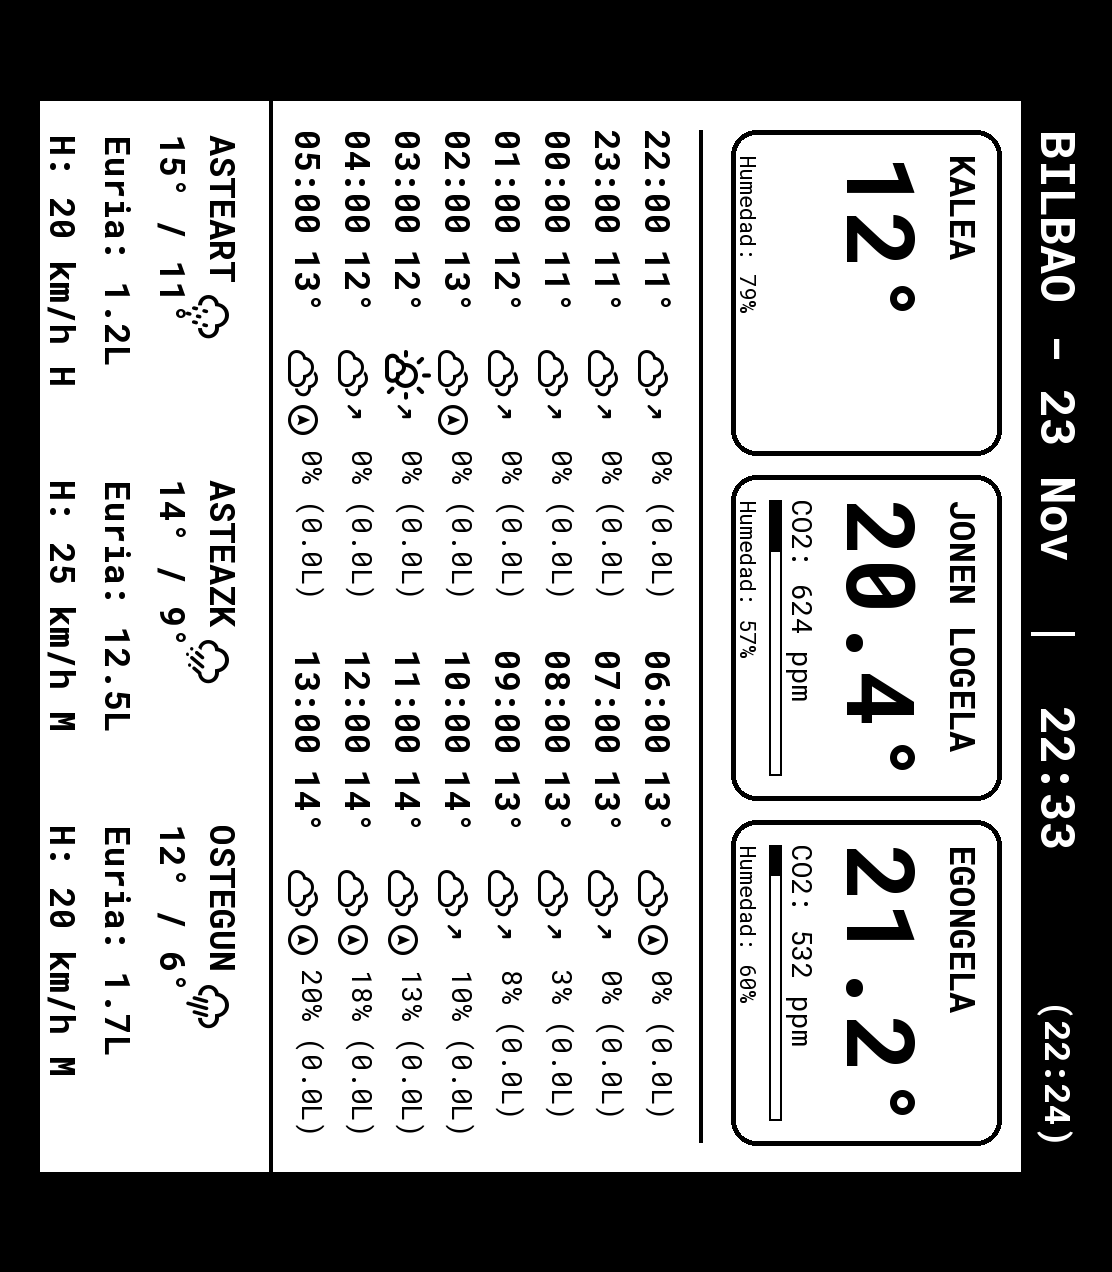 BILBAO - 23 Nov | 22:33 (22:24)
KALEA
12°
Humedad: 79%
JONEN LOGELA
20.4°
CO2: 624 ppm
Humedad: 57%
EGONGELA
21.2°
CO2: 532 ppm
Humedad: 60%
22:00 11° 0% (0.0L)
23:00 11° 0% (0.0L)
00:00 11° 0% (0.0L)
01:00 12° 0% (0.0L)
02:00 13° 0% (0.0L)
03:00 12° 0% (0.0L)
04:00 12° 0% (0.0L)
05:00 13° 0% (0.0L)
06:00 13° 0% (0.0L)
07:00 13° 0% (0.0L)
08:00 13° 3% (0.0L)
09:00 13° 8% (0.0L)
10:00 14° 10% (0.0L)
11:00 14° 13% (0.0L)
12:00 14° 18% (0.0L)
13:00 14° 20% (0.0L)
ASTEART
15° / 11°
Euria: 1.2L
H: 20 km/h H
ASTEAZK
14° / 9°
Euria: 12.5L
H: 25 km/h M
OSTEGUN
12° / 6°
Euria: 1.7L
H: 20 km/h M